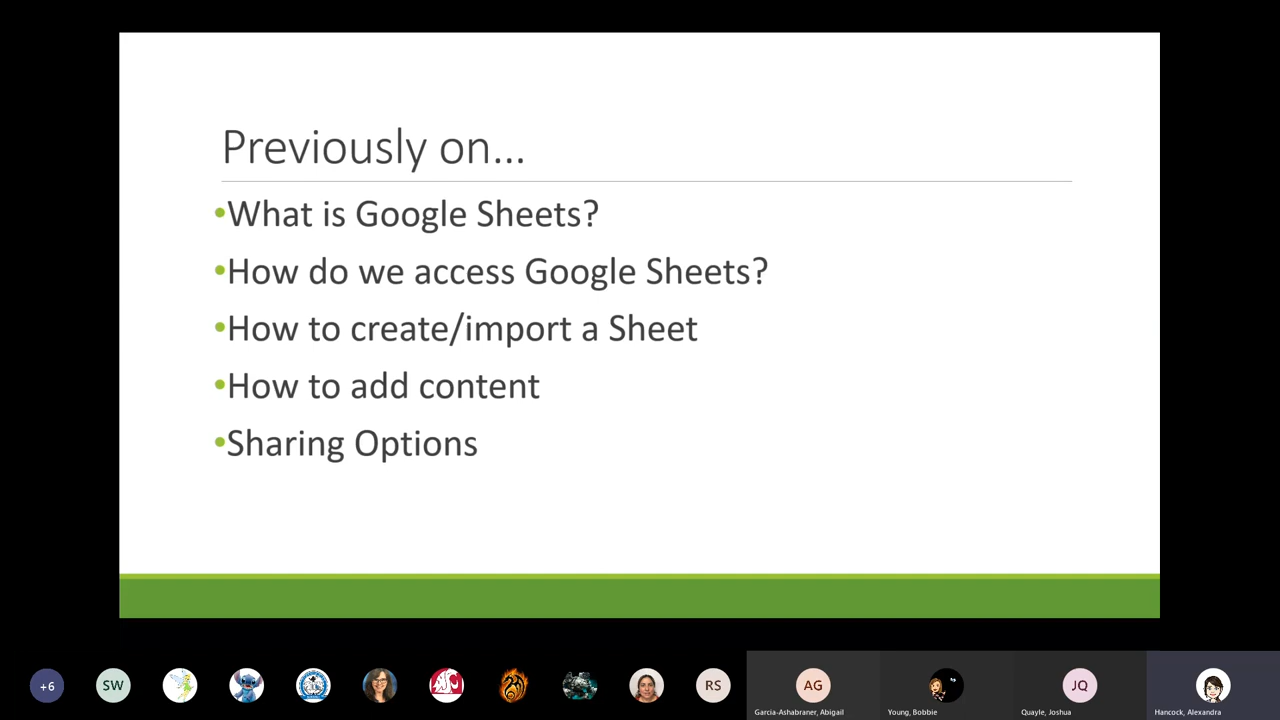 Previously on...
•What is Google Sheets?
•How do we access Google Sheets?
•How to create/import a Sheet
•How to add content
•Sharing Options
+6
SW
RS
AG
JQ
Garcia-Ashabraner, Abigail
Young, Bobbie
Quayle, Joshua
Hancock, Alexandra